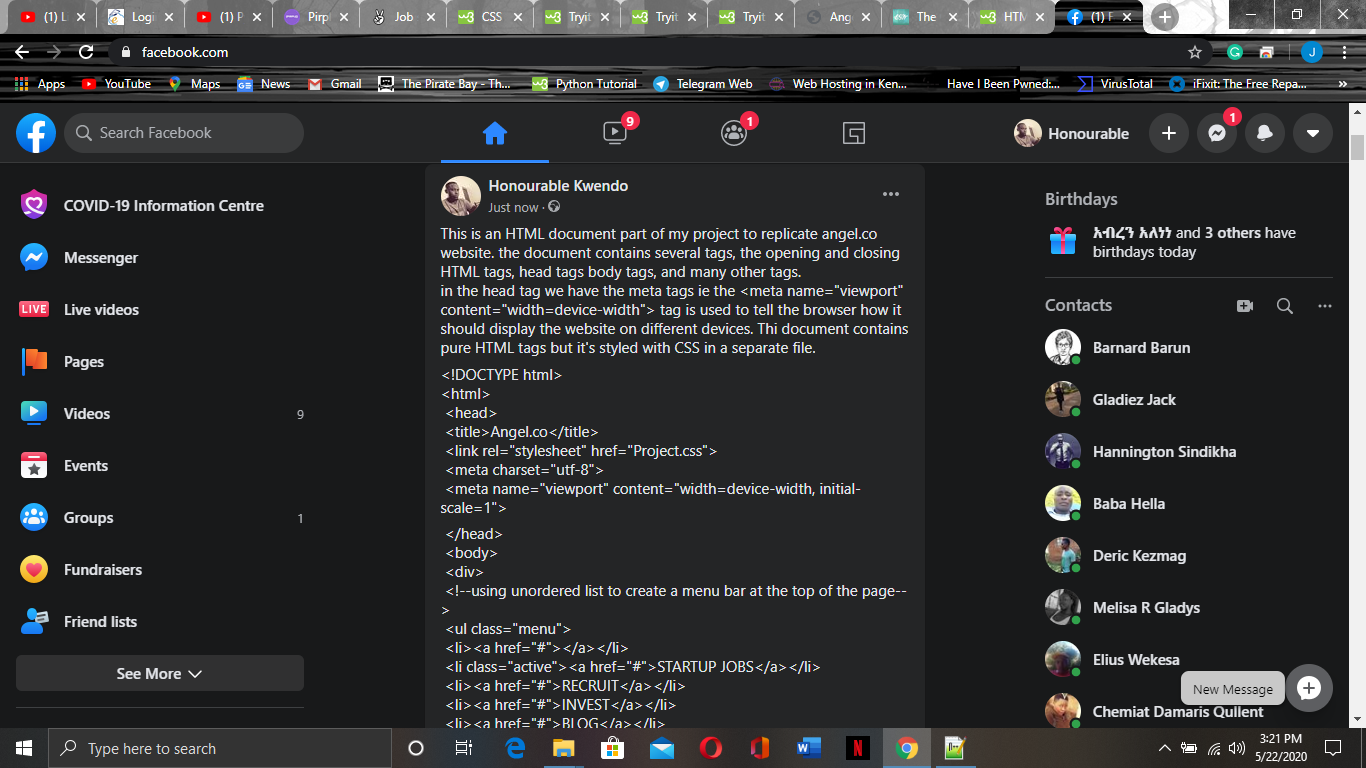 (1) L
Logi
(1) P
Pirp
Job
CSS
Tryit
Tryit
Tryit
Ang
The
HTM
(1) F
facebook.com
J
Apps
YouTube
Maps
News
Gmail
The Pirate Bay - Th...
Python Tutorial
Telegram Web
Web Hosting in Ken...
Have I Been Pwned:...
VirusTotal
iFixit: The Free Repa...
»
Search Facebook
9
1
Honourable
1
COVID-19 Information Centre
Messenger
LIVE Live videos
Pages
Videos 9
Events
Groups 1
Fundraisers
Friend lists
See More
Honourable Kwendo
Just now ·
This is an HTML document part of my project to replicate angel.co
website. the document contains several tags, the opening and closing
HTML tags, head tags body tags, and many other tags.
in the head tag we have the meta tags ie the <meta name="viewport"
content="width=device-width"> tag is used to tell the browser how it
should display the website on different devices. Thi document contains
pure HTML tags but it's styled with CSS in a separate file.
<!DOCTYPE html>
<html>
<head>
<title>Angel.co</title>
<link rel="stylesheet" href="Project.css">
<meta charset="utf-8">
<meta name="viewport" content="width=device-width, initial-
scale=1">
</head>
<body>
<div>
<!--using unordered list to create a menu bar at the top of the page--
>
<ul class="menu">
<li><a href="#"></a></li>
<li class="active"><a href="#">STARTUP JOBS</a></li>
<li><a href="#">RECRUIT</a></li>
<li><a href="#">INVEST</a></li>
<li><a href="#">BLOG</a></li>
Birthdays
አብረን አለነነ and 3 others have
birthdays today
Contacts
Barnard Barun
Gladiez Jack
Hannington Sindikha
Baba Hella
Deric Kezmag
Melisa R Gladys
Elius Wekesa
New Message
Chemiat Damaris Qullent
Type here to search
3:21 PM
5/22/2020